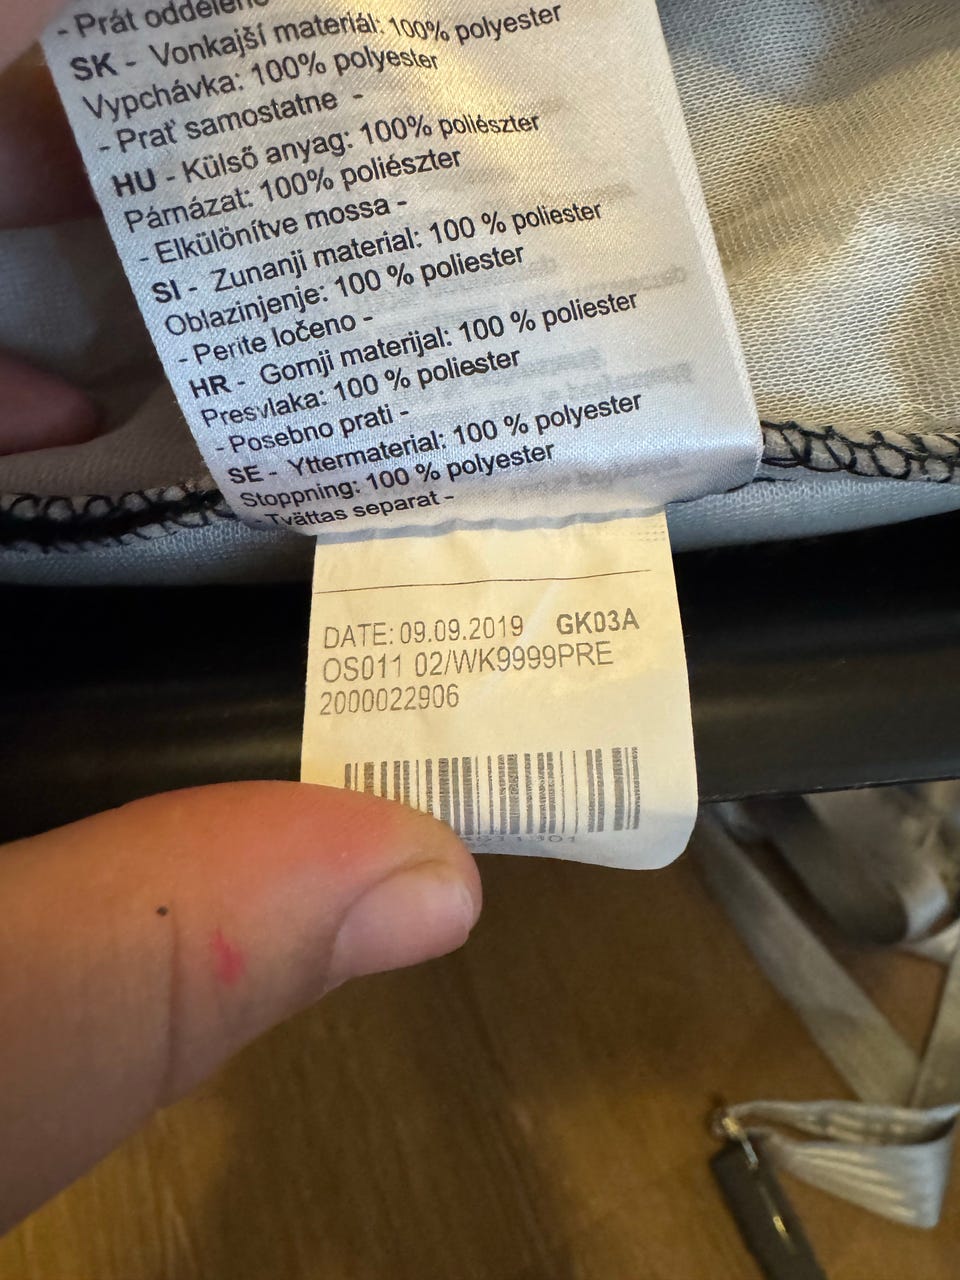 - Prát odděleně
SK - Vonkajší materiál: 100% polyester
Vypchávka: 100% polyester
- Prať samostatne -
HU - Külső anyag: 100% poliészter
Párnázat: 100% poliészter
- Elkülönítve mossa -
SI - Zunanji material: 100 % poliester
Oblazinjenje: 100 % poliester
- Perite ločeno -
HR - Gornji materijal: 100 % poliester
Presvlaka: 100 % poliester
- Posebno prati -
SE - Yttermaterial: 100 % polyester
Stoppning: 100 % polyester
- Tvättas separat -
DATE: 09.09.2019 GK03A
OS011 02/WK9999PRE
2000022906